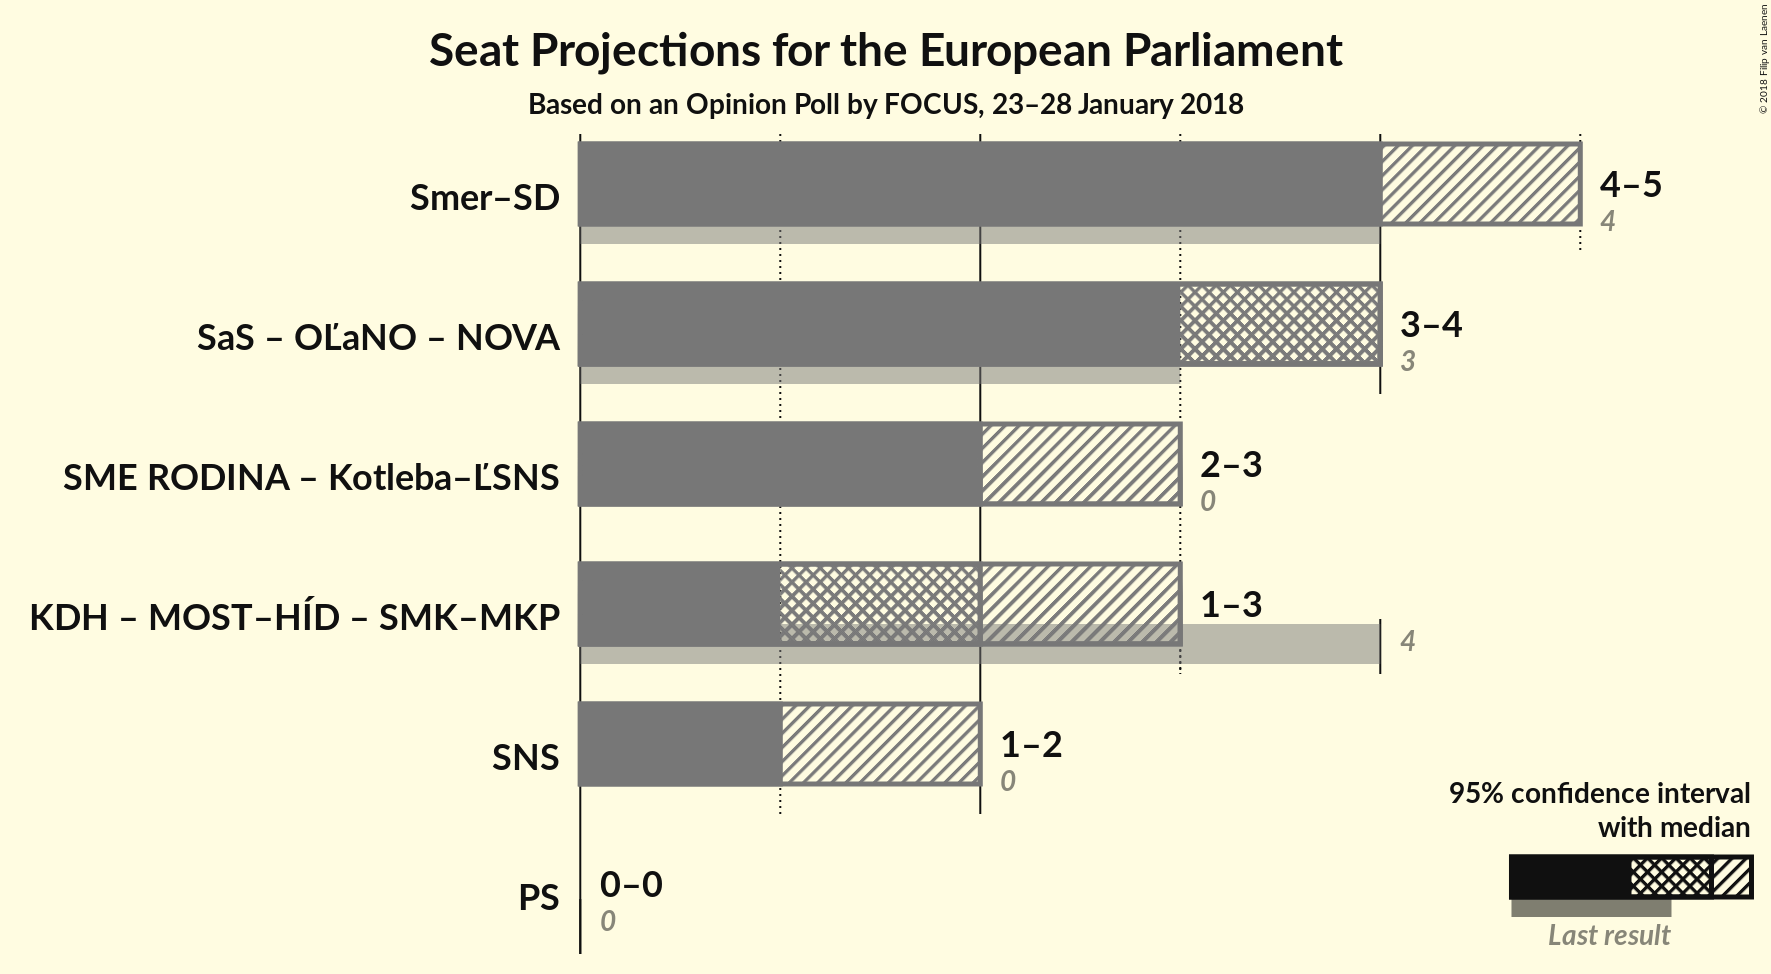 Seat Projections for the European Parliament
Based on an Opinion Poll by FOCUS, 23–28 January 2018
© 2018 Filip van Laenen
Smer–SD
4–5
4
SaS – OĽaNO – NOVA
3–4
3
SME RODINA – Kotleba–ĽSNS
2–3
0
KDH – MOST–HÍD – SMK–MKP
1–3
4
SNS
1–2
0
PS
0–0
0
95% confidence interval
with median
Last result